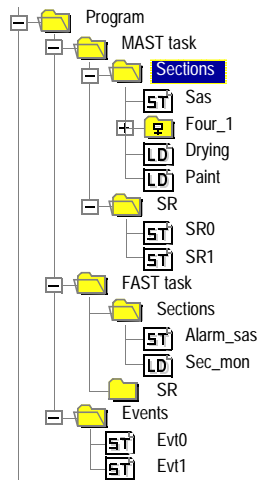 Program
MAST task
Sections
ST Sas
Four_1
LD Drying
LD Paint
SR
ST SR0
ST SR1
FAST task
Sections
ST Alarm_sas
LD Sec_mon
SR
Events
ST Evt0
ST Evt1